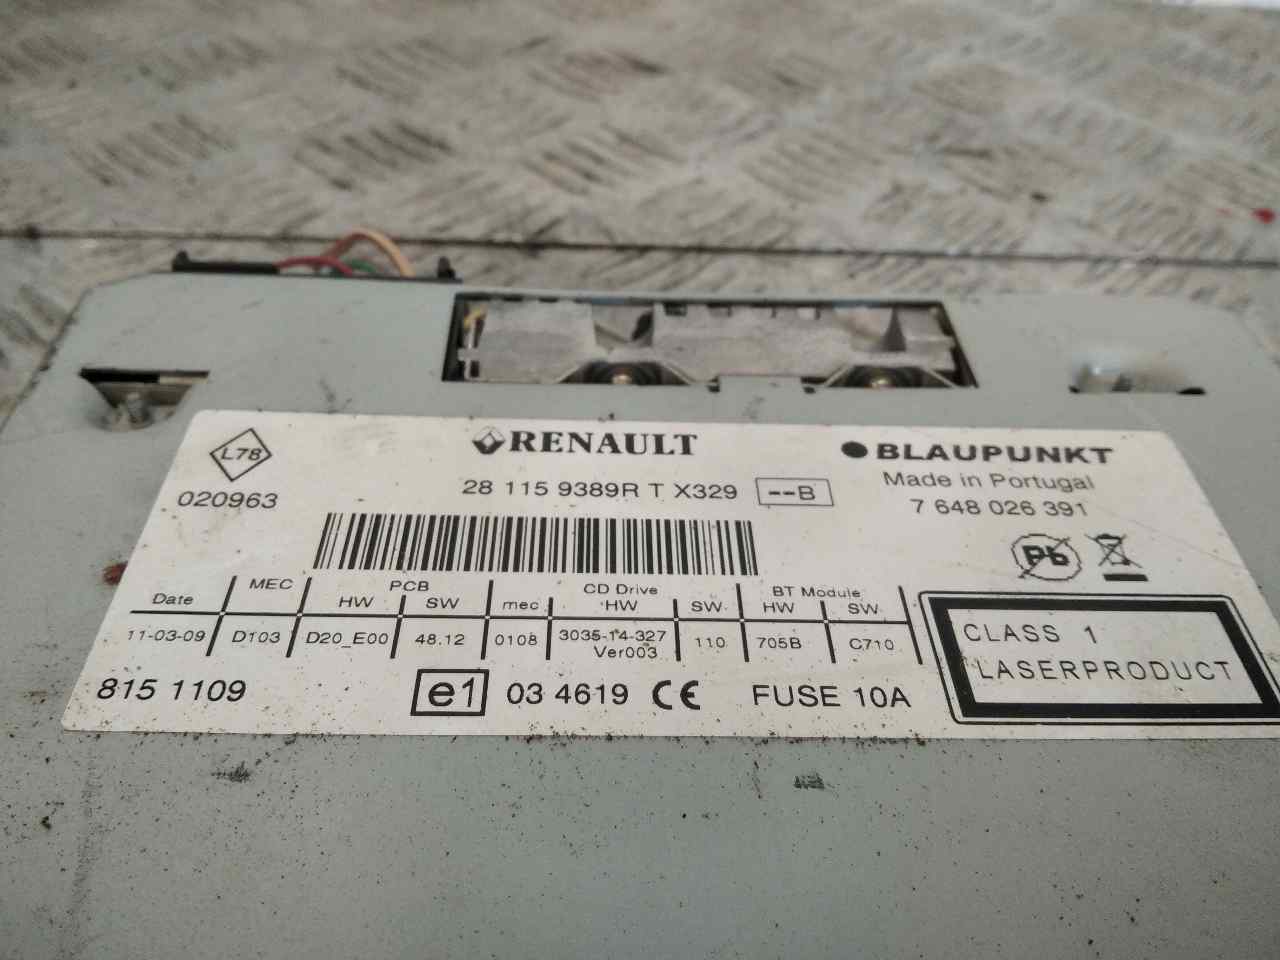 L78
020963
RENAULT
28 115 9389R T X329 --B
BLAUPUNKT
Made in Portugal
7 648 026 391
Pb
Date MEC PCB CD Drive BT Module
HW SW mec HW SW HW SW
11-03-09 D103 D20_E00 48.12 0108 3035-14-327 110 705B C710
Ver003
815 1109
e1 03 4619 CE FUSE 10A
CLASS 1
LASERPRODUCT